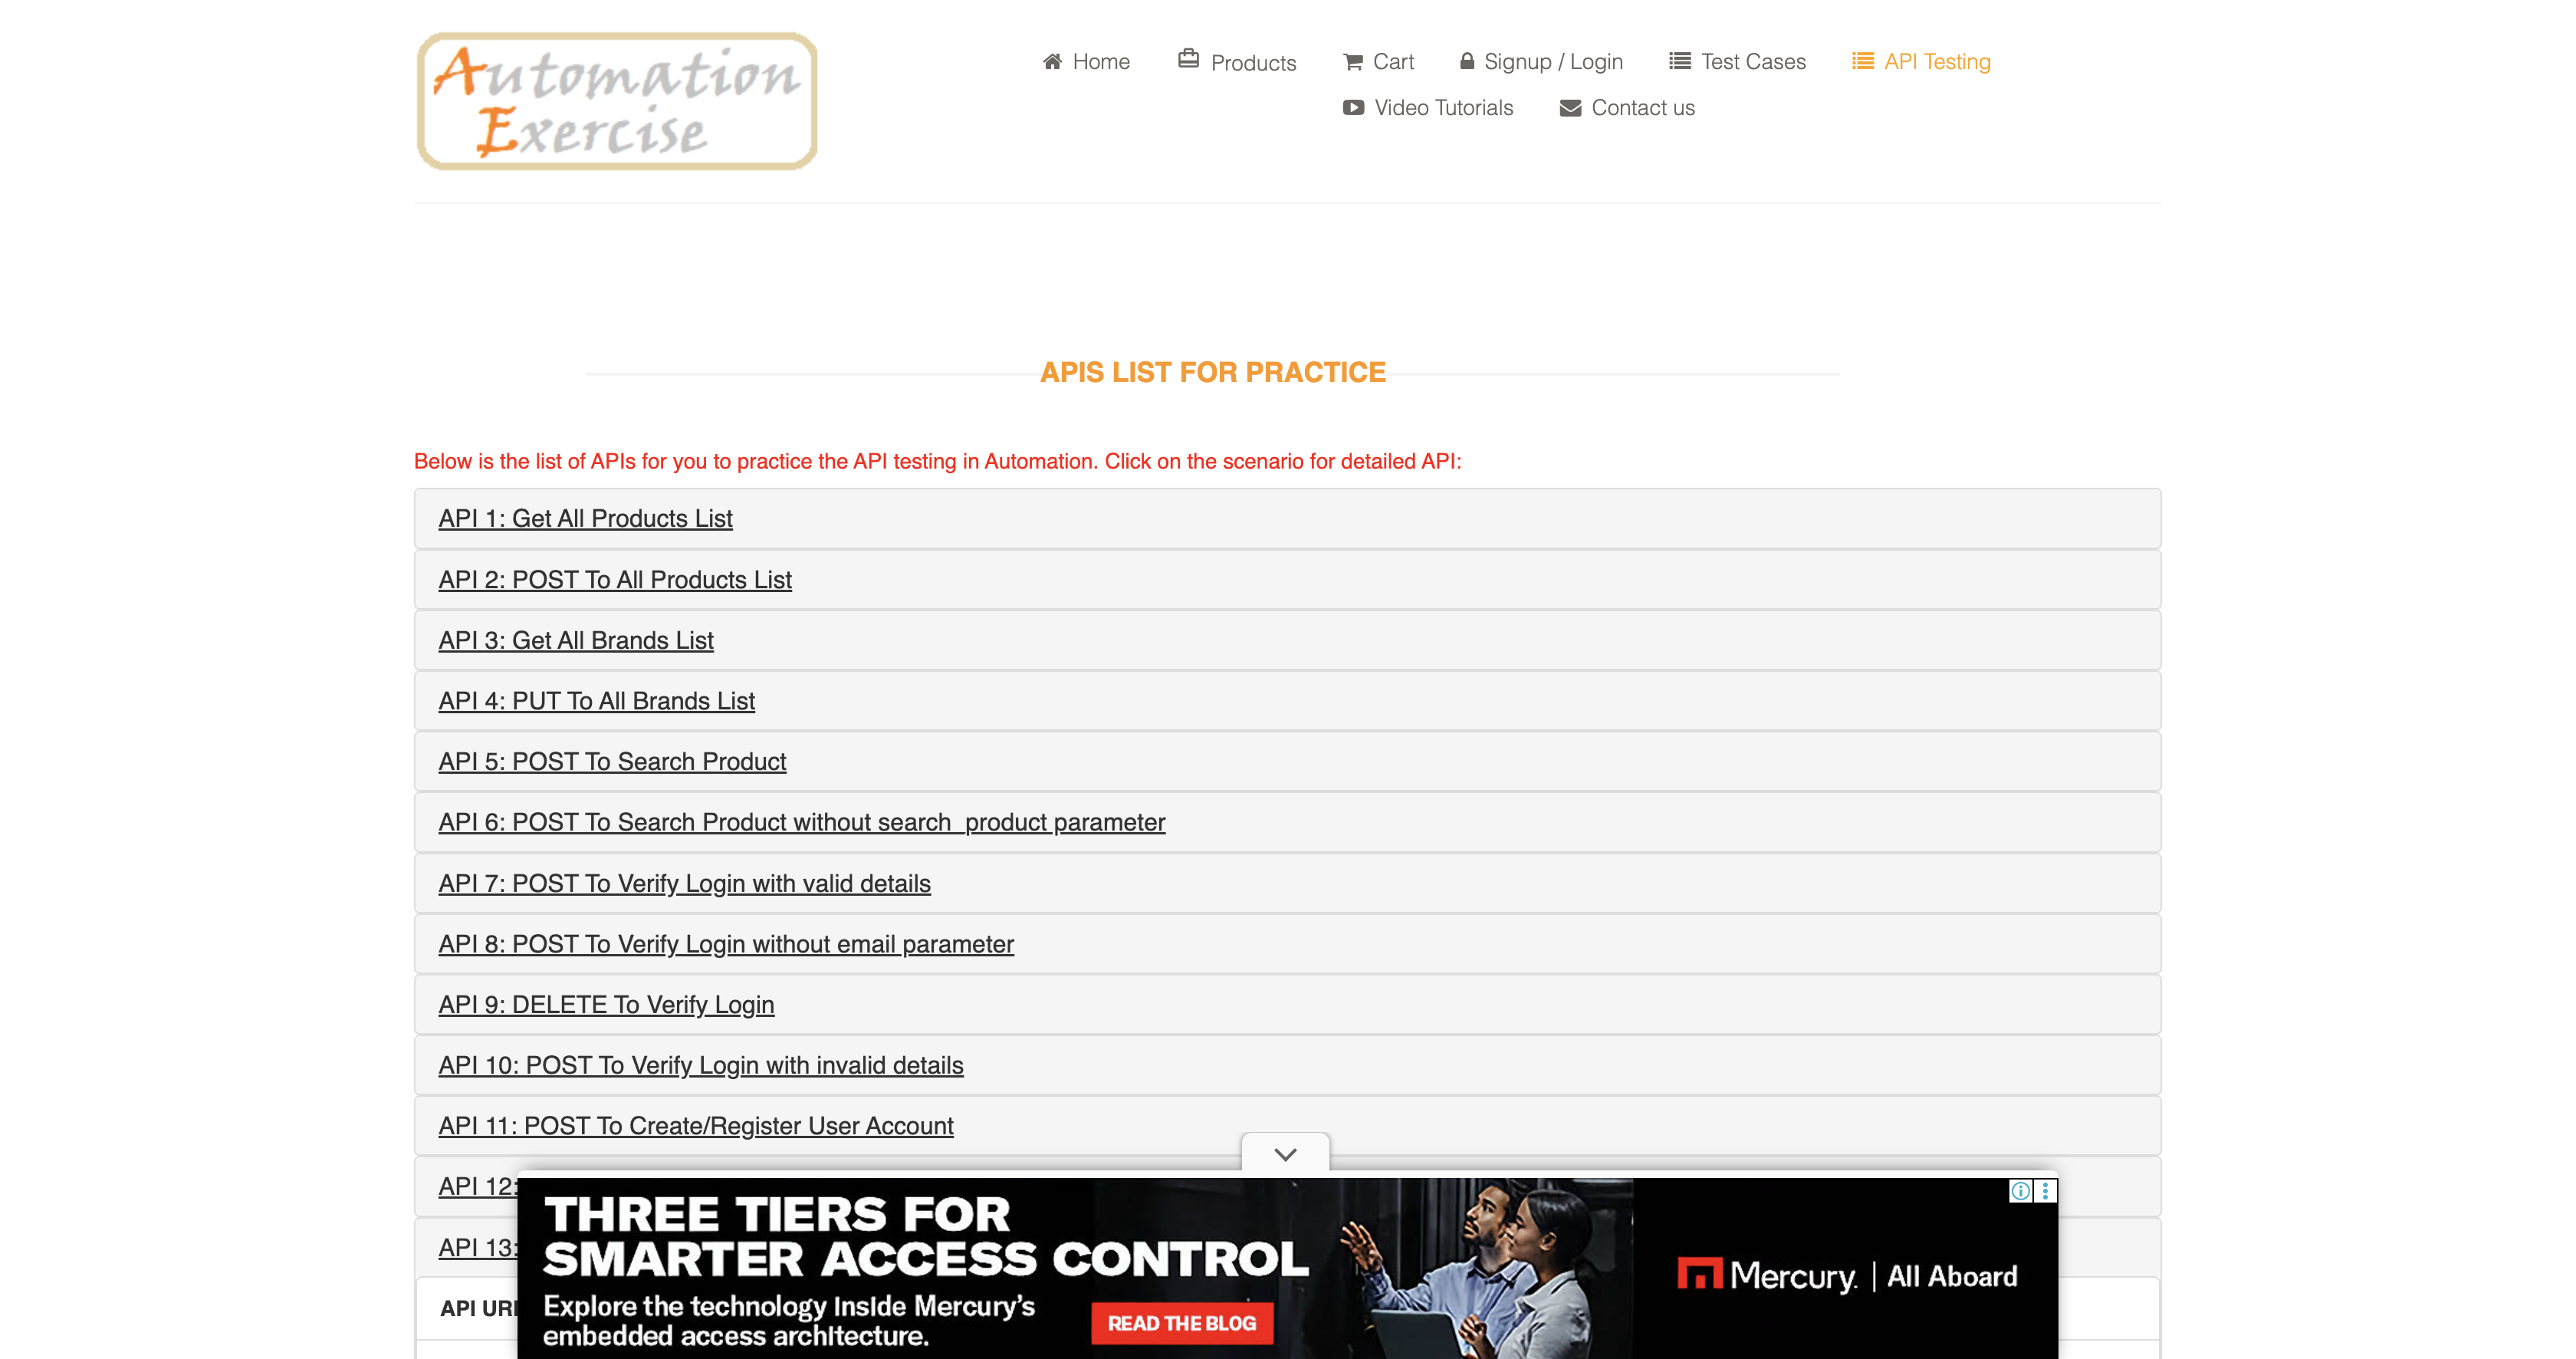 Automation
Exercise
Home
Products
Cart
Signup / Login
Test Cases
API Testing
Video Tutorials
Contact us
APIS LIST FOR PRACTICE
Below is the list of APIs for you to practice the API testing in Automation. Click on the scenario for detailed API:
API 1: Get All Products List
API 2: POST To All Products List
API 3: Get All Brands List
API 4: PUT To All Brands List
API 5: POST To Search Product
API 6: POST To Search Product without search_product parameter
API 7: POST To Verify Login with valid details
API 8: POST To Verify Login without email parameter
API 9: DELETE To Verify Login
API 10: POST To Verify Login with invalid details
API 11: POST To Create/Register User Account
API 12:
API 13:
API
THREE TIERS FOR
SMARTER ACCESS CONTROL
Explore the technology inside Mercury's
embedded access architecture.
READ THE BLOG
Mercury. | All Aboard